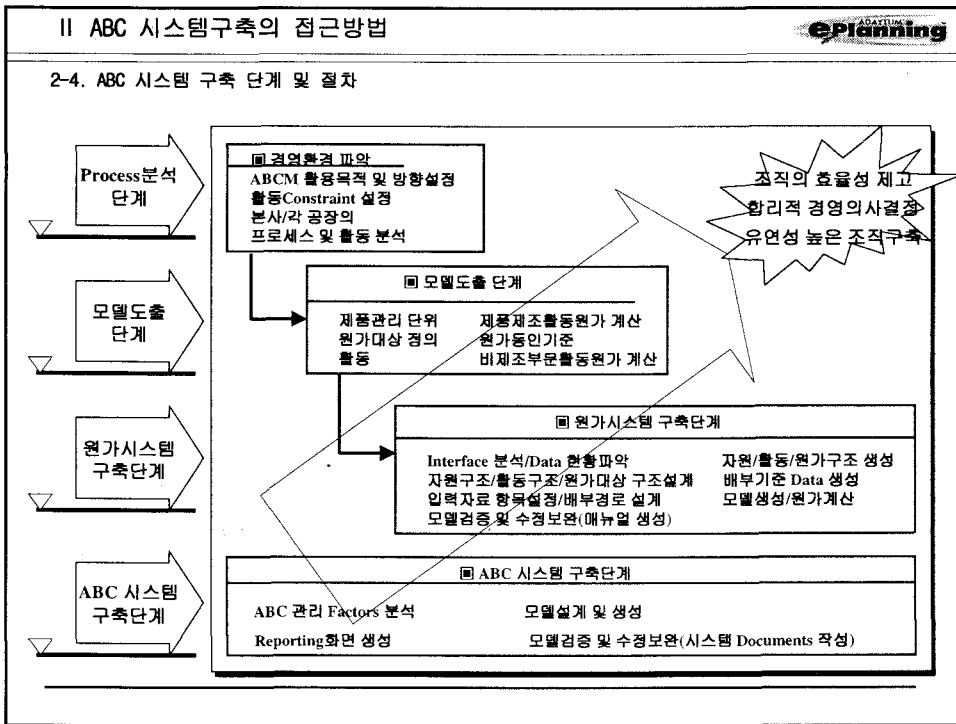 II ABC 시스템구축의 접근방법
ADAYTUM
ePlanning
2-4. ABC 시스템 구축 단계 및 절차
Process분석
단계
▣ 경영환경 파악
ABCM 활용목적 및 방향설정
활동Constraint 설정
본사/각 공장의
프로세스 및 활동 분석
조직의 효율성 제고
합리적 경영의사결정
유연성 높은 조직구축
모델도출
단계
▣ 모델도출 단계
제품관리 단위 제품제조활동원가 계산
원가대상 정의 원가동인기준
활동 비제조부문활동원가 계산
원가시스템
구축단계
▣ 원가시스템 구축단계
Interface 분석/Data 현황파악 자원/활동/원가구조 생성
자원구조/활동구조/원가대상 구조설계 배부기준 Data 생성
입력자료 항목설정/배부경로 설계 모델생성/원가계산
모델검증 및 수정보완(매뉴얼 생성)
ABC 시스템
구축단계
▣ ABC 시스템 구축단계
ABC 관리 Factors 분석 모델설계 및 생성
Reporting화면 생성 모델검증 및 수정보완(시스템 Documents 작성)